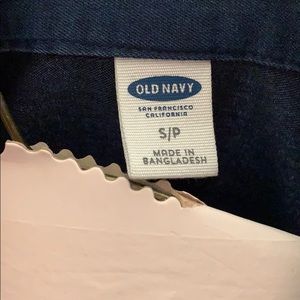 OLD NAVY
SAN FRANCISCO
CALIFORNIA
S/P
MADE IN
BANGLADESH